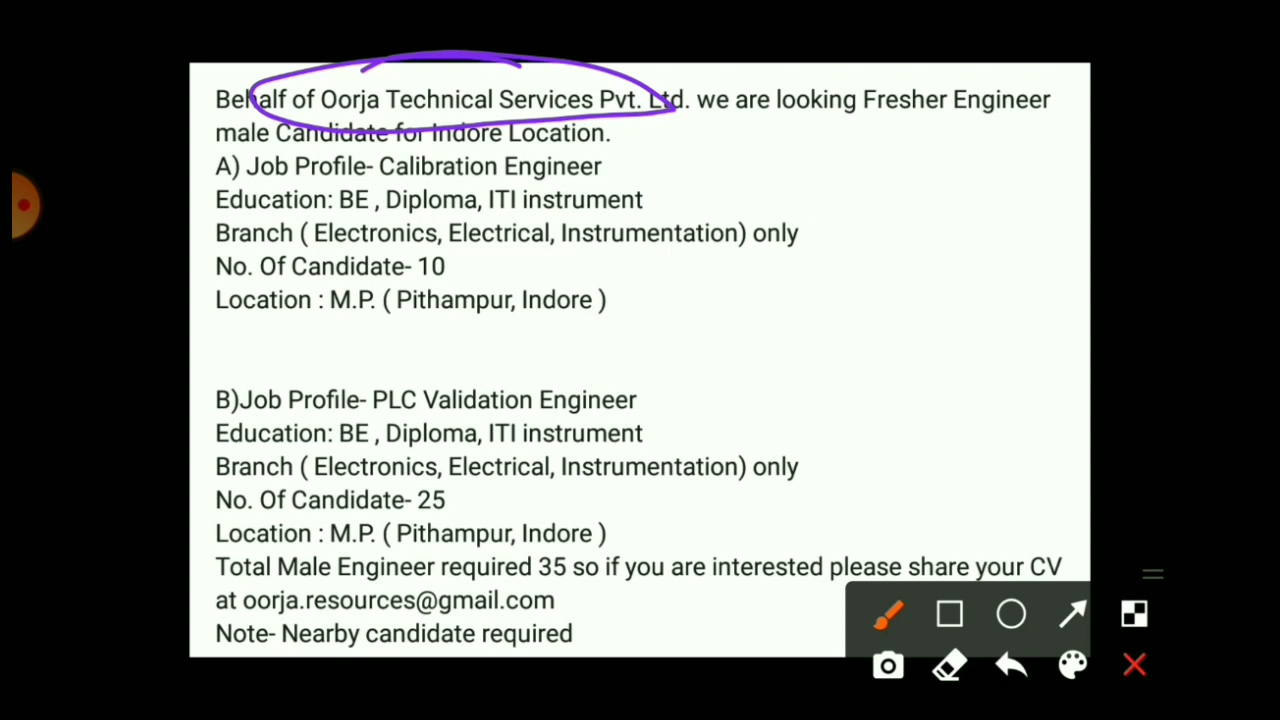 Behalf of Oorja Technical Services Pvt. Ltd. we are looking Fresher Engineer
male Candidate for Indore Location.
A) Job Profile- Calibration Engineer
Education: BE , Diploma, ITI instrument
Branch ( Electronics, Electrical, Instrumentation) only
No. Of Candidate- 10
Location : M.P. ( Pithampur, Indore )
B)Job Profile- PLC Validation Engineer
Education: BE , Diploma, ITI instrument
Branch ( Electronics, Electrical, Instrumentation) only
No. Of Candidate- 25
Location : M.P. ( Pithampur, Indore )
Total Male Engineer required 35 so if you are interested please share your CV
at oorja.resources@gmail.com
Note- Nearby candidate required